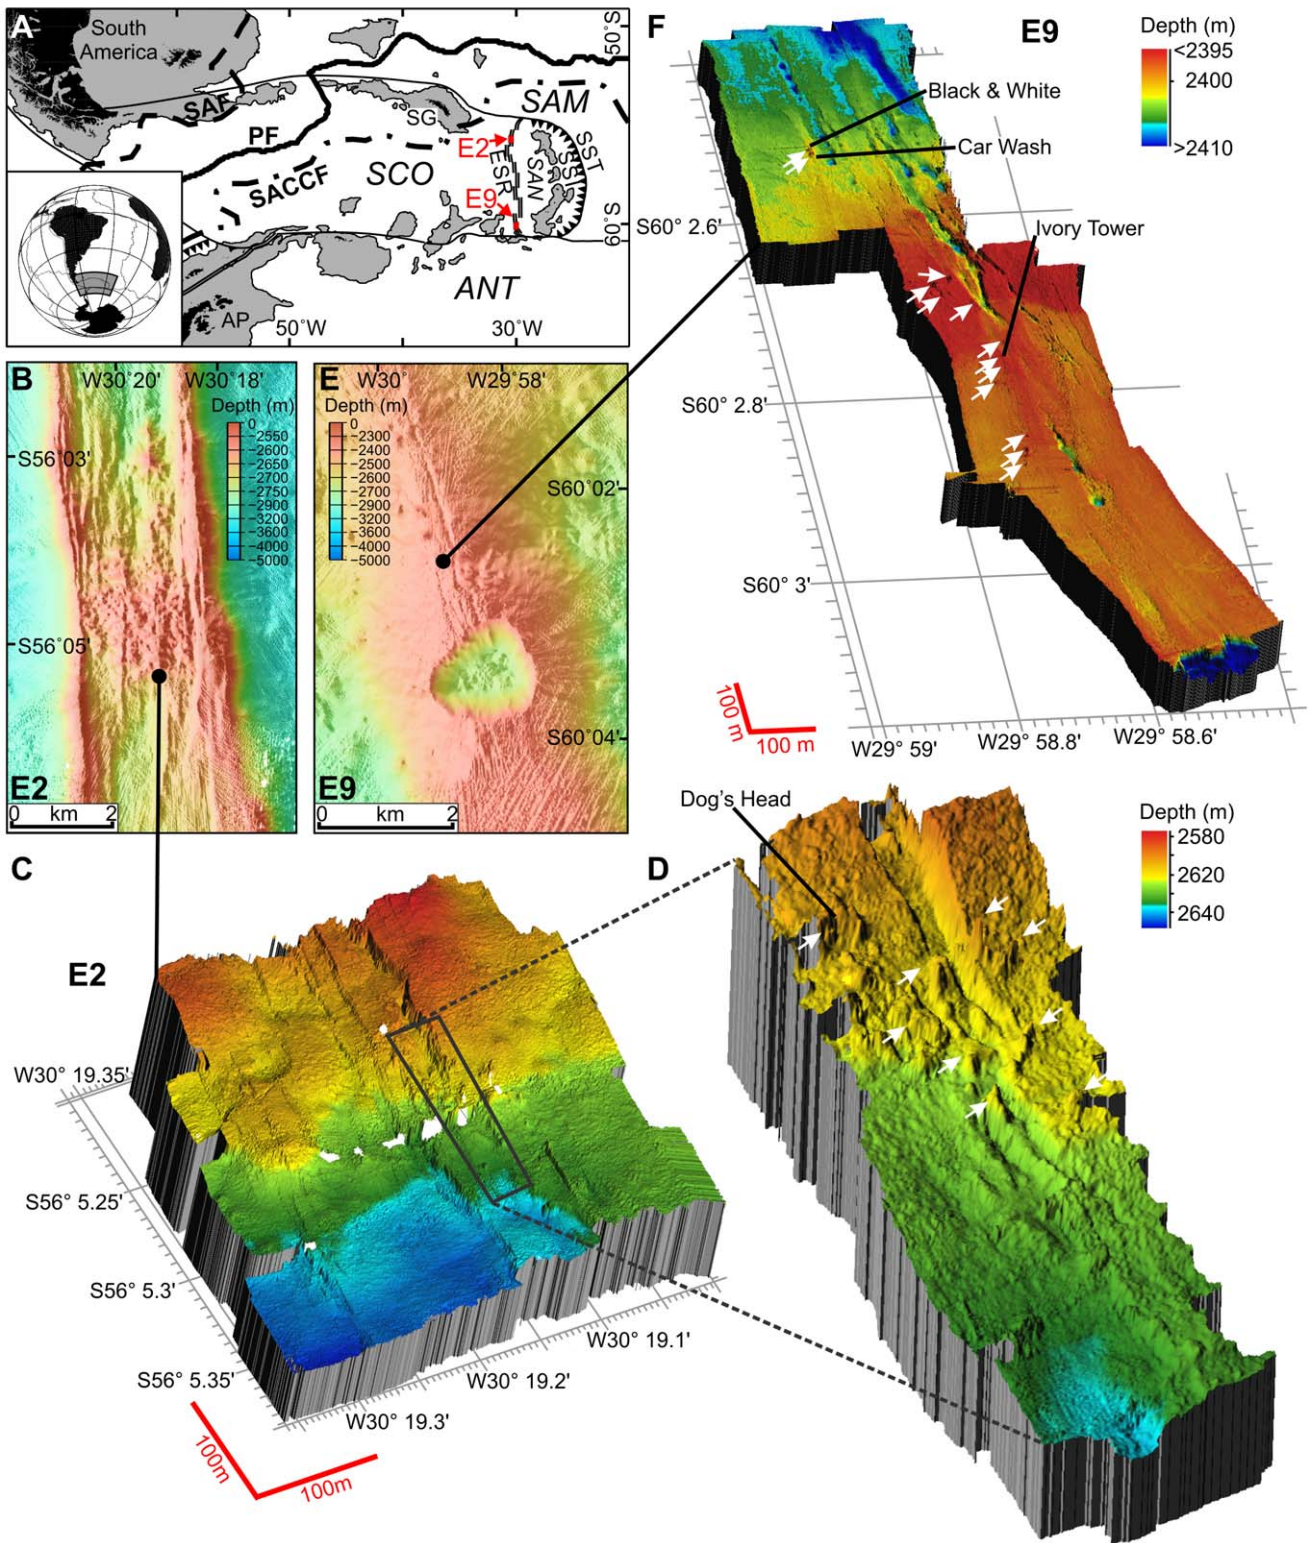 A
South
America
SAF
PF
SACCF
SCO
SG
SAM
E2
ESR
E9
SAN
SSI
SST
ANT
AP
50˚W
30˚W
50˚S
60˚S
B
W30˚20'
W30˚18'
Depth (m)
0
−2550
−2600
−2650
−2700
−2750
−2900
−3200
−3600
−4000
−5000
S56˚03'
S56˚05'
E2
0 km 2
E
W30˚
W29˚58'
Depth (m)
0
−2300
−2400
−2500
−2600
−2700
−2900
−3200
−3600
−4000
−5000
S60˚02'
S60˚04'
E9
0 km 2
F
E9
Depth (m)
<2395
2400
>2410
Black & White
Car Wash
Ivory Tower
S60° 2.6'
S60° 2.8'
S60° 3'
100 m
100 m
W29° 59'
W29° 58.8'
W29° 58.6'
C
E2
W30° 19.35'
S56° 5.25'
S56° 5.3'
S56° 5.35'
W30° 19.3'
W30° 19.2'
W30° 19.1'
100m
100m
D
Dog's Head
Depth (m)
2580
2620
2640